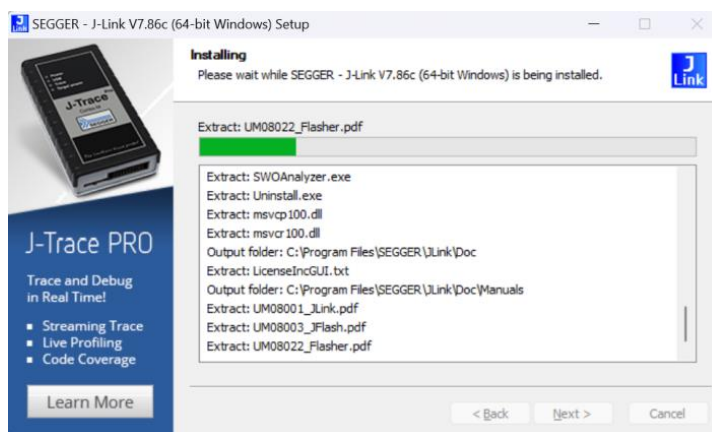 SEGGER - J-Link V7.86c (64-bit Windows) Setup
Installing
Please wait while SEGGER - J-Link V7.86c (64-bit Windows) is being installed.
J
Link
J-Trace
Pro
SEGGER
Extract: UM08022_Flasher.pdf
Extract: SWOAnalyzer.exe
Extract: Uninstall.exe
Extract: msvcp100.dll
Extract: msvcr100.dll
Output folder: C:\Program Files\SEGGER\JLink\Doc
Extract: LicenseIncGUI.txt
Output folder: C:\Program Files\SEGGER\JLink\Doc\Manuals
Extract: UM08001_JLink.pdf
Extract: UM08003_JFlash.pdf
Extract: UM08022_Flasher.pdf
J-Trace PRO
Trace and Debug
in Real Time!
Streaming Trace
Live Profiling
Code Coverage
Learn More
< Back
Next >
Cancel